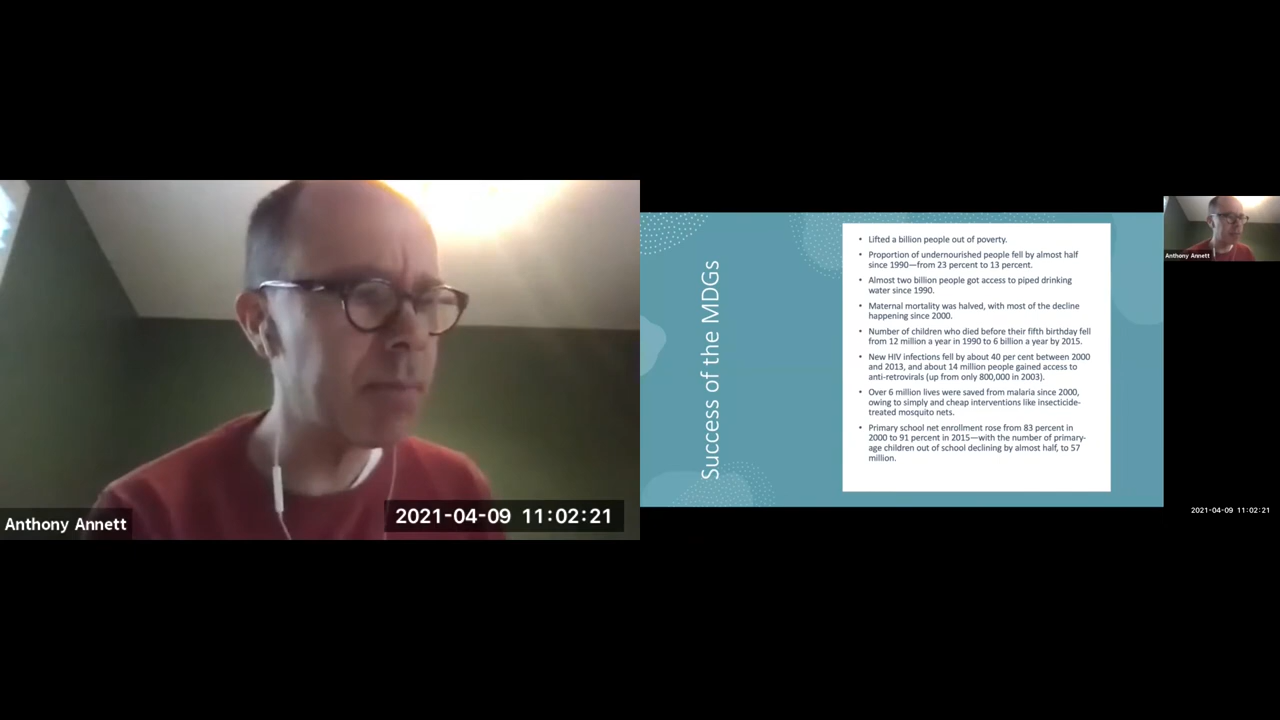 Anthony Annett
2021-04-09 11:02:21
Success of the MDGs
• Lifted a billion people out of poverty.
• Proportion of undernourished people fell by almost half
since 1990—from 23 percent to 13 percent.
• Almost two billion people got access to piped drinking
water since 1990.
• Maternal mortality was halved, with most of the decline
happening since 2000.
• Number of children who died before their fifth birthday fell
from 12 million a year in 1990 to 6 billion a year by 2015.
• New HIV infections fell by about 40 per cent between 2000
and 2013, and about 14 million people gained access to
anti-retrovirals (up from only 800,000 in 2003).
• Over 6 million lives were saved from malaria since 2000,
owing to simply and cheap interventions like insecticide-
treated mosquito nets.
• Primary school net enrollment rose from 83 percent in
2000 to 91 percent in 2015—with the number of primary-
age children out of school declining by almost half, to 57
million.
Anthony Annett
2021-04-09 11:02:21